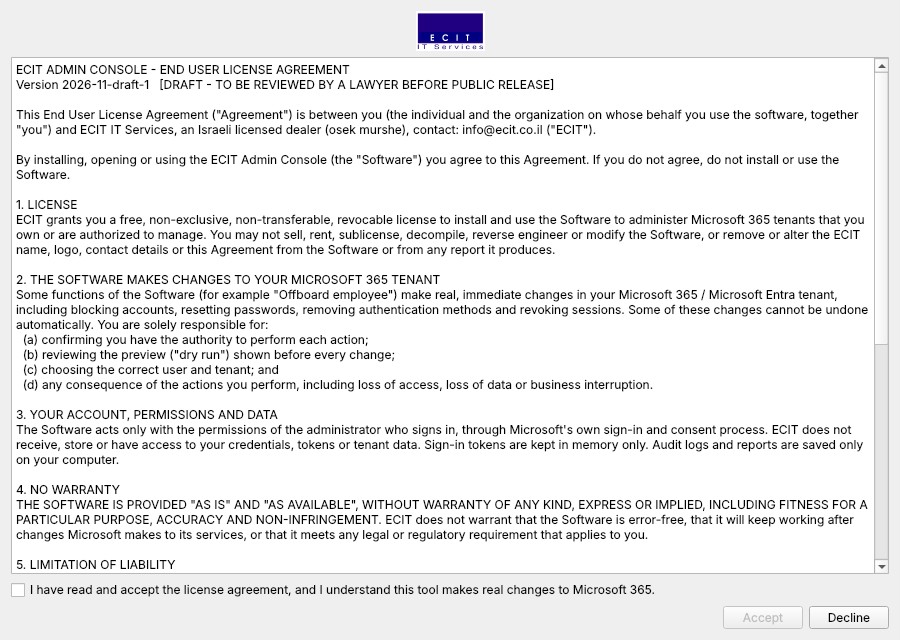 E C I T
IT Services
ECIT ADMIN CONSOLE - END USER LICENSE AGREEMENT
Version 2026-11-draft-1   [DRAFT - TO BE REVIEWED BY A LAWYER BEFORE PUBLIC RELEASE]
This End User License Agreement ("Agreement") is between you (the individual and the organization on whose behalf you use the software, together
"you") and ECIT IT Services, an Israeli licensed dealer (osek murshe), contact: info@ecit.co.il ("ECIT").
By installing, opening or using the ECIT Admin Console (the "Software") you agree to this Agreement. If you do not agree, do not install or use the
Software.
1. LICENSE
ECIT grants you a free, non-exclusive, non-transferable, revocable license to install and use the Software to administer Microsoft 365 tenants that you
own or are authorized to manage. You may not sell, rent, sublicense, decompile, reverse engineer or modify the Software, or remove or alter the ECIT
name, logo, contact details or this Agreement from the Software or from any report it produces.
2. THE SOFTWARE MAKES CHANGES TO YOUR MICROSOFT 365 TENANT
Some functions of the Software (for example "Offboard employee") make real, immediate changes in your Microsoft 365 / Microsoft Entra tenant,
including blocking accounts, resetting passwords, removing authentication methods and revoking sessions. Some of these changes cannot be undone
automatically. You are solely responsible for:
(a) confirming you have the authority to perform each action;
(b) reviewing the preview ("dry run") shown before every change;
(c) choosing the correct user and tenant; and
(d) any consequence of the actions you perform, including loss of access, loss of data or business interruption.
3. YOUR ACCOUNT, PERMISSIONS AND DATA
The Software acts only with the permissions of the administrator who signs in, through Microsoft's own sign-in and consent process. ECIT does not
receive, store or have access to your credentials, tokens or tenant data. Sign-in tokens are kept in memory only. Audit logs and reports are saved only
on your computer.
4. NO WARRANTY
THE SOFTWARE IS PROVIDED "AS IS" AND "AS AVAILABLE", WITHOUT WARRANTY OF ANY KIND, EXPRESS OR IMPLIED, INCLUDING FITNESS FOR A
PARTICULAR PURPOSE, ACCURACY AND NON-INFRINGEMENT. ECIT does not warrant that the Software is error-free, that it will keep working after
changes Microsoft makes to its services, or that it meets any legal or regulatory requirement that applies to you.
5. LIMITATION OF LIABILITY
I have read and accept the license agreement, and I understand this tool makes real changes to Microsoft 365.
Accept
Decline